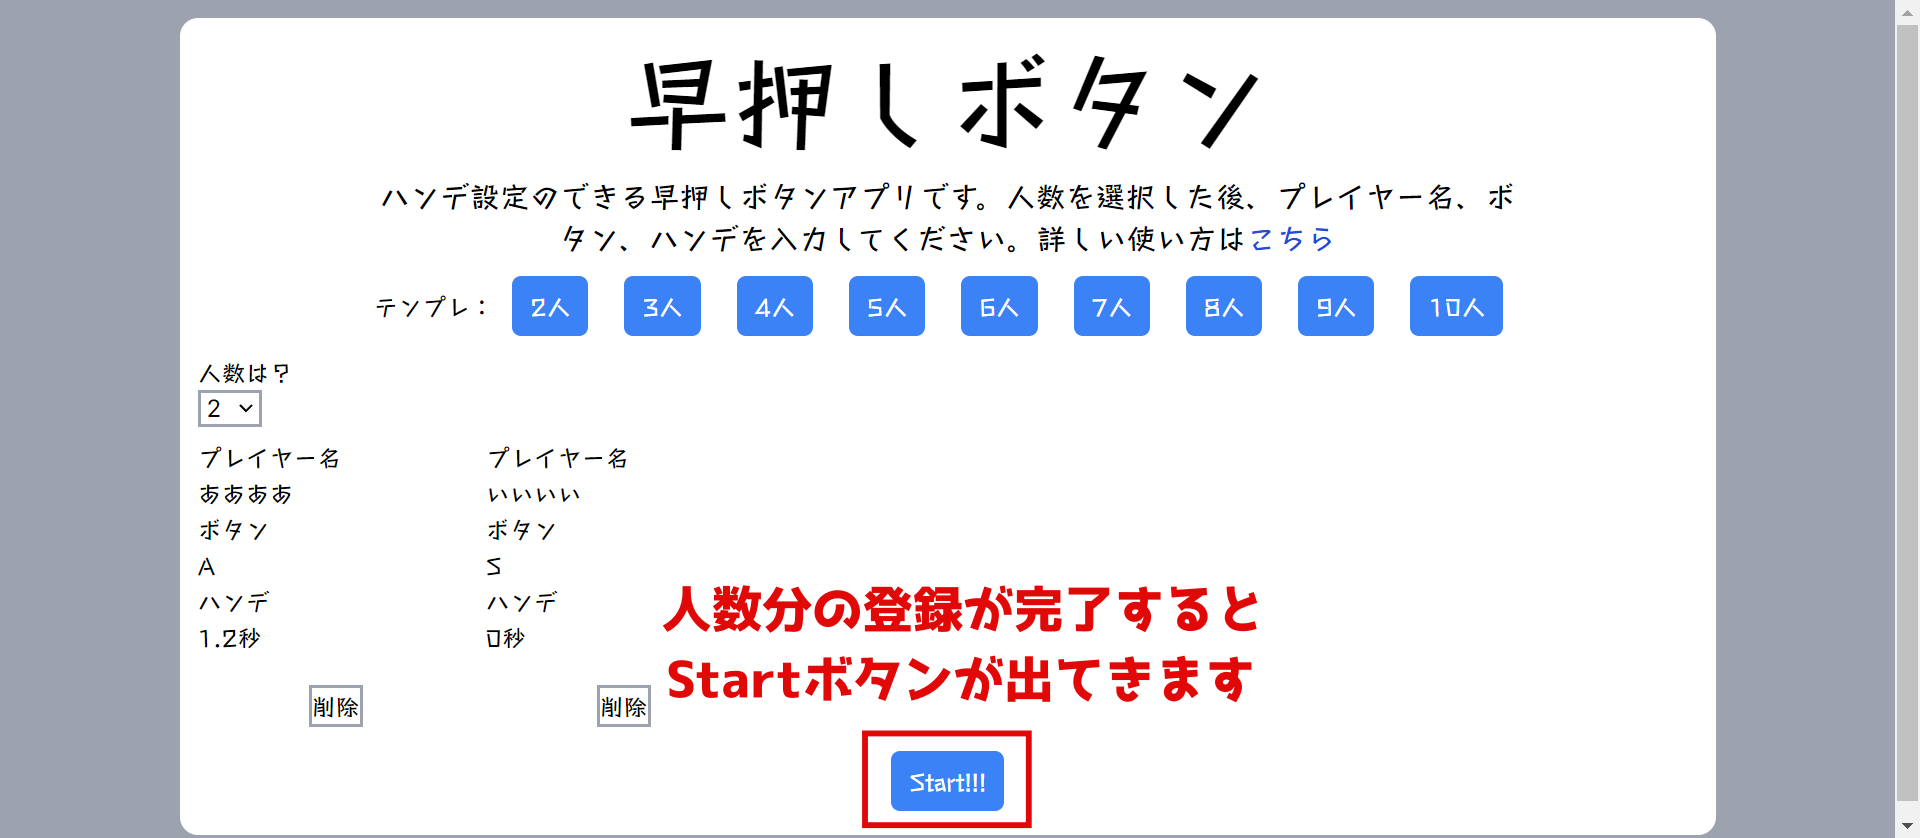 早押しボタン
ハンデ設定のできる早押しボタンアプリです。人数を選択した後、プレイヤー名、ボ
タン、ハンデを入力してください。詳しい使い方はこちら
テンプレ： 2人 3人 4人 5人 6人 7人 8人 9人 10人
人数は？
2
プレイヤー名 プレイヤー名
ああああ いいいい
ボタン ボタン
A S
ハンデ ハンデ
1.2秒 0秒
削除 削除
人数分の登録が完了すると
Startボタンが出てきます
Start!!!